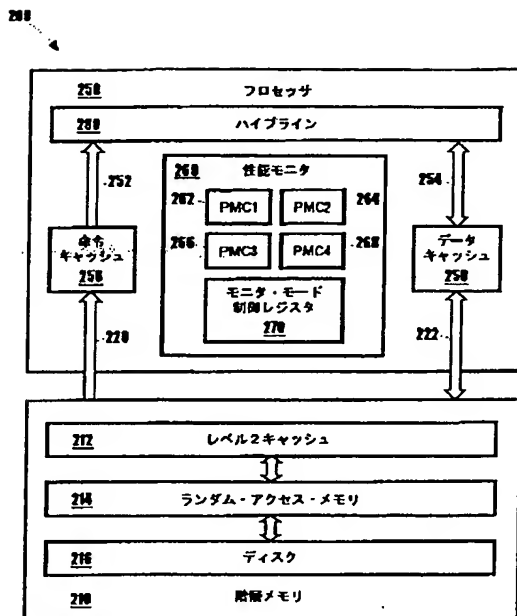 200
250 プロセッサ
280 パイプライン
252
254
260 性能モニタ
262 PMC1 PMC2 264
266 PMC3 PMC4 268
命令
キャッシュ
256
データ
キャッシュ
258
モニタ・モード
制御レジスタ
270
220
222
212 レベル2キャッシュ
214 ランダム・アクセス・メモリ
216 ディスク
210 階層メモリ